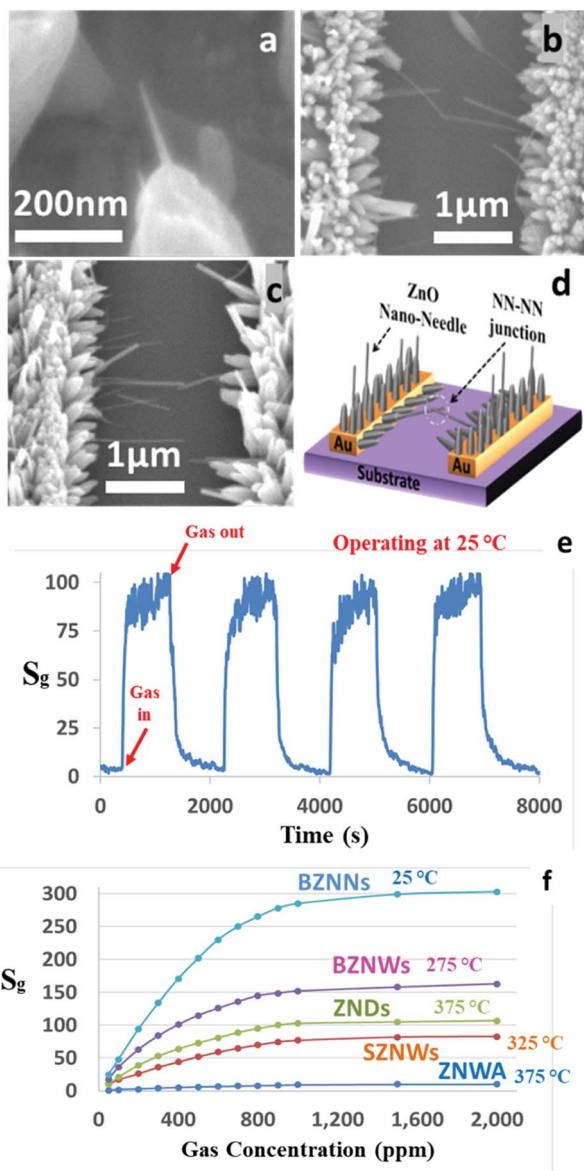 a
200nm
b
1µm
c
1µm
d
ZnO
Nano-Needle
NN-NN
junction
Au
Au
Substrate
e
Gas out
Operating at 25 °C
100
75
Sg
50
Gas
in
25
0
0
2000
4000
6000
8000
Time (s)
f
300
BZNNs
25 °C
250
200
Sg
BZNWs
275 °C
150
ZNDs
375 °C
100
SZNWs
325 °C
50
ZNWA
375 °C
0
0
400
800
1,200
1,600
2,000
Gas Concentration (ppm)